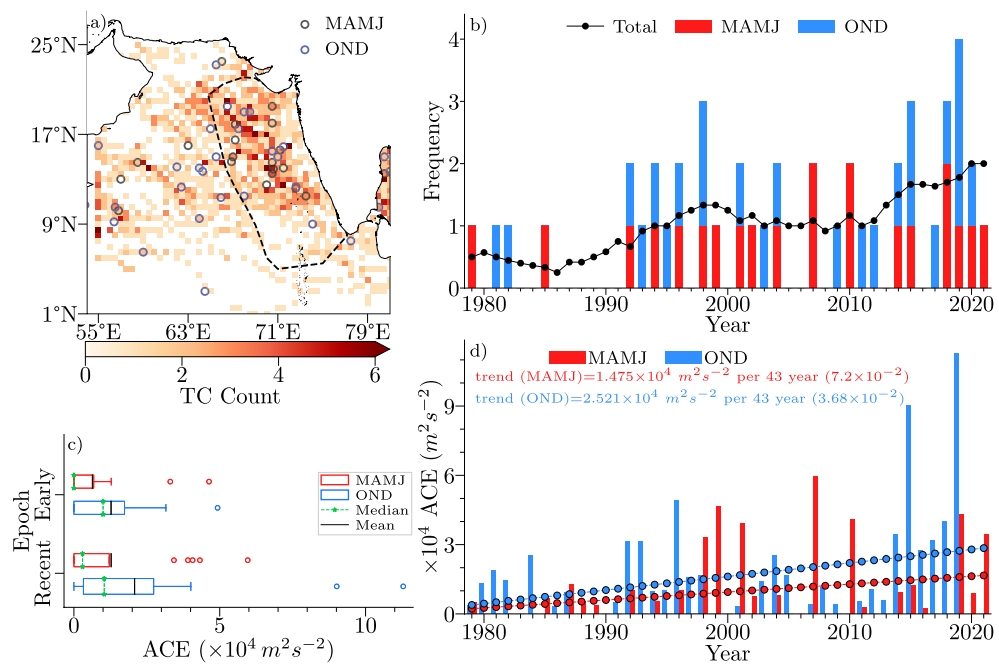 a)
MAMJ
OND
25°N
17°N
9°N
1°N
55°E 63°E 71°E 79°E
0 2 4 6
TC Count
b)
Total MAMJ OND
4
3
2
1
0
Frequency
1980 1990 2000 2010 2020
Year
c)
MAMJ
OND
Median
Mean
Epoch
Early
Recent
0 5 10
ACE (×10⁴ m²s⁻²)
d)
MAMJ OND
trend (MAMJ)=1.475×10⁴ m²s⁻² per 43 year (7.2×10⁻²)
trend (OND)=2.521×10⁴ m²s⁻² per 43 year (3.68×10⁻²)
9
6
3
0
×10⁴ ACE (m²s⁻²)
1980 1990 2000 2010 2020
Year